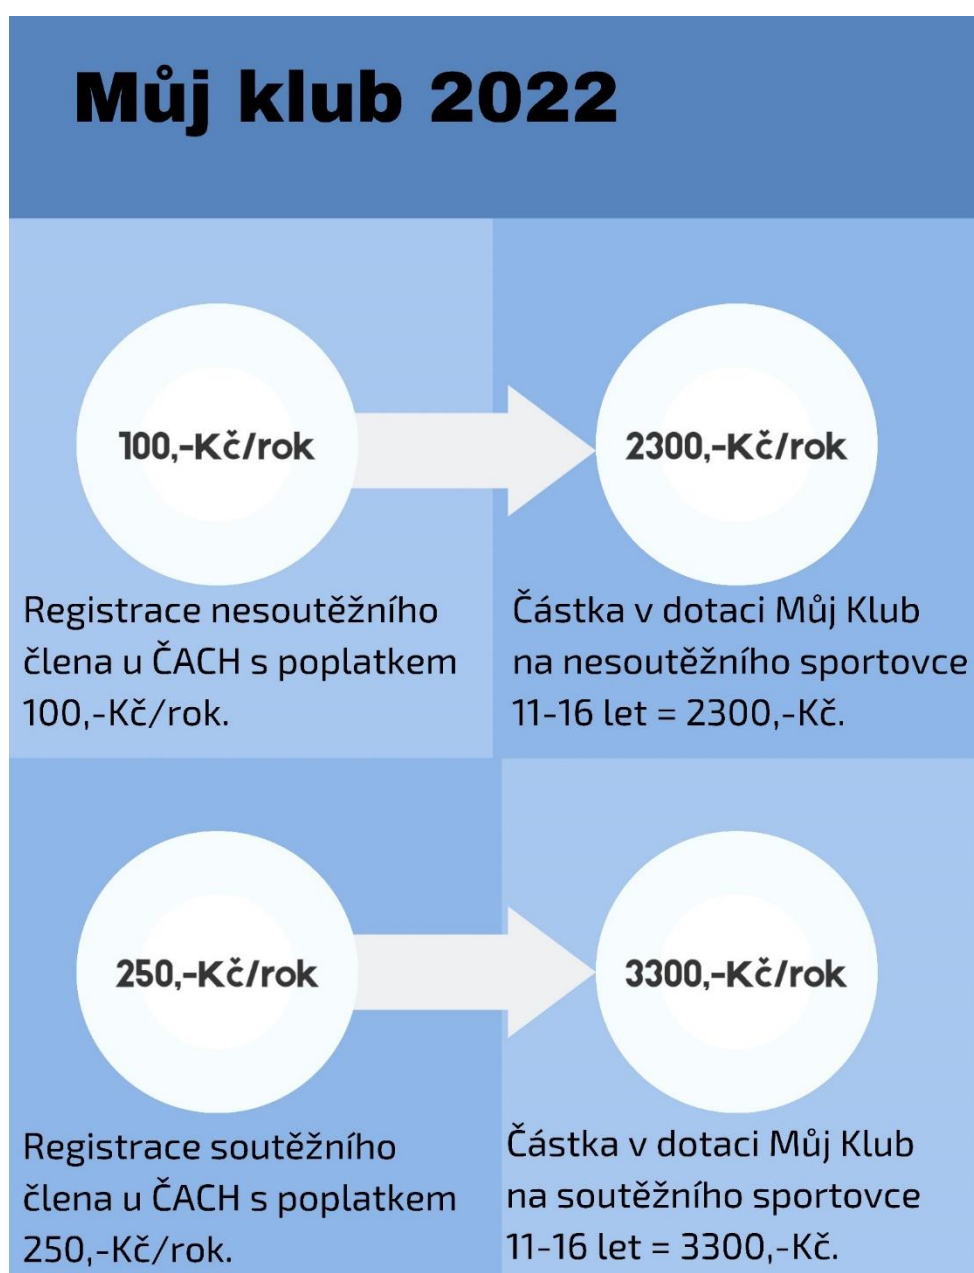 Můj klub 2022
100,-Kč/rok
2300,-Kč/rok
Registrace nesoutěžního
člena u ČACH s poplatkem
100,-Kč/rok.
Částka v dotaci Můj Klub
na nesoutěžního sportovce
11-16 let = 2300,-Kč.
250,-Kč/rok
3300,-Kč/rok
Registrace soutěžního
člena u ČACH s poplatkem
250,-Kč/rok.
Částka v dotaci Můj Klub
na soutěžního sportovce
11-16 let = 3300,-Kč.